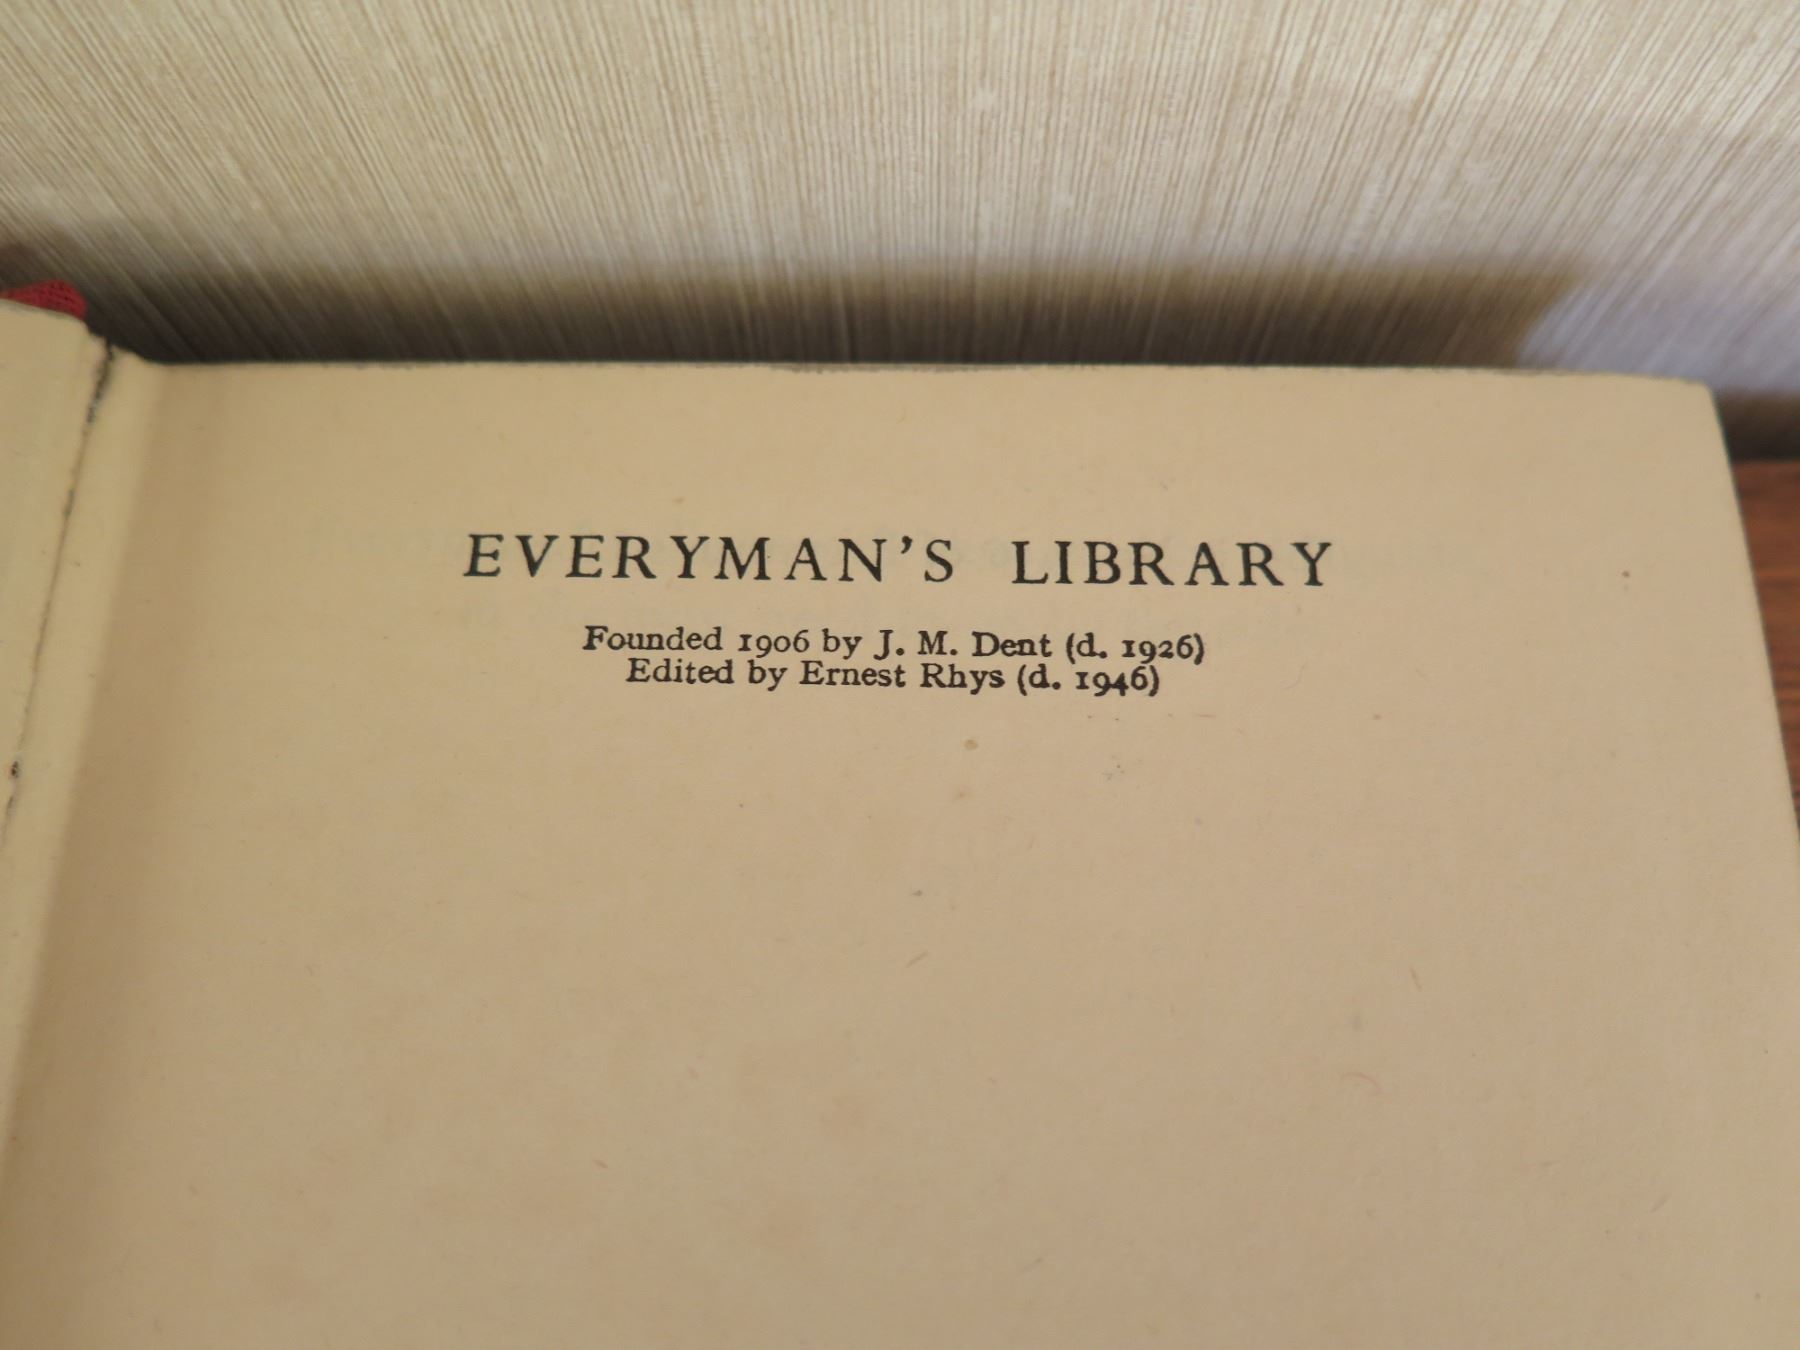 EVERYMAN'S LIBRARY
Founded 1906 by J. M. Dent (d. 1926)
Edited by Ernest Rhys (d. 1946)